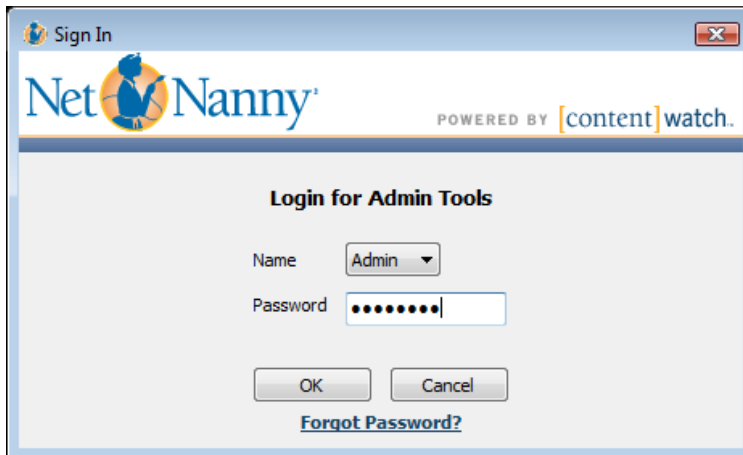 Sign In
Net Nanny
POWERED BY [content]watch
Login for Admin Tools
Name Admin
Password ••••••••
OK Cancel
Forgot Password?